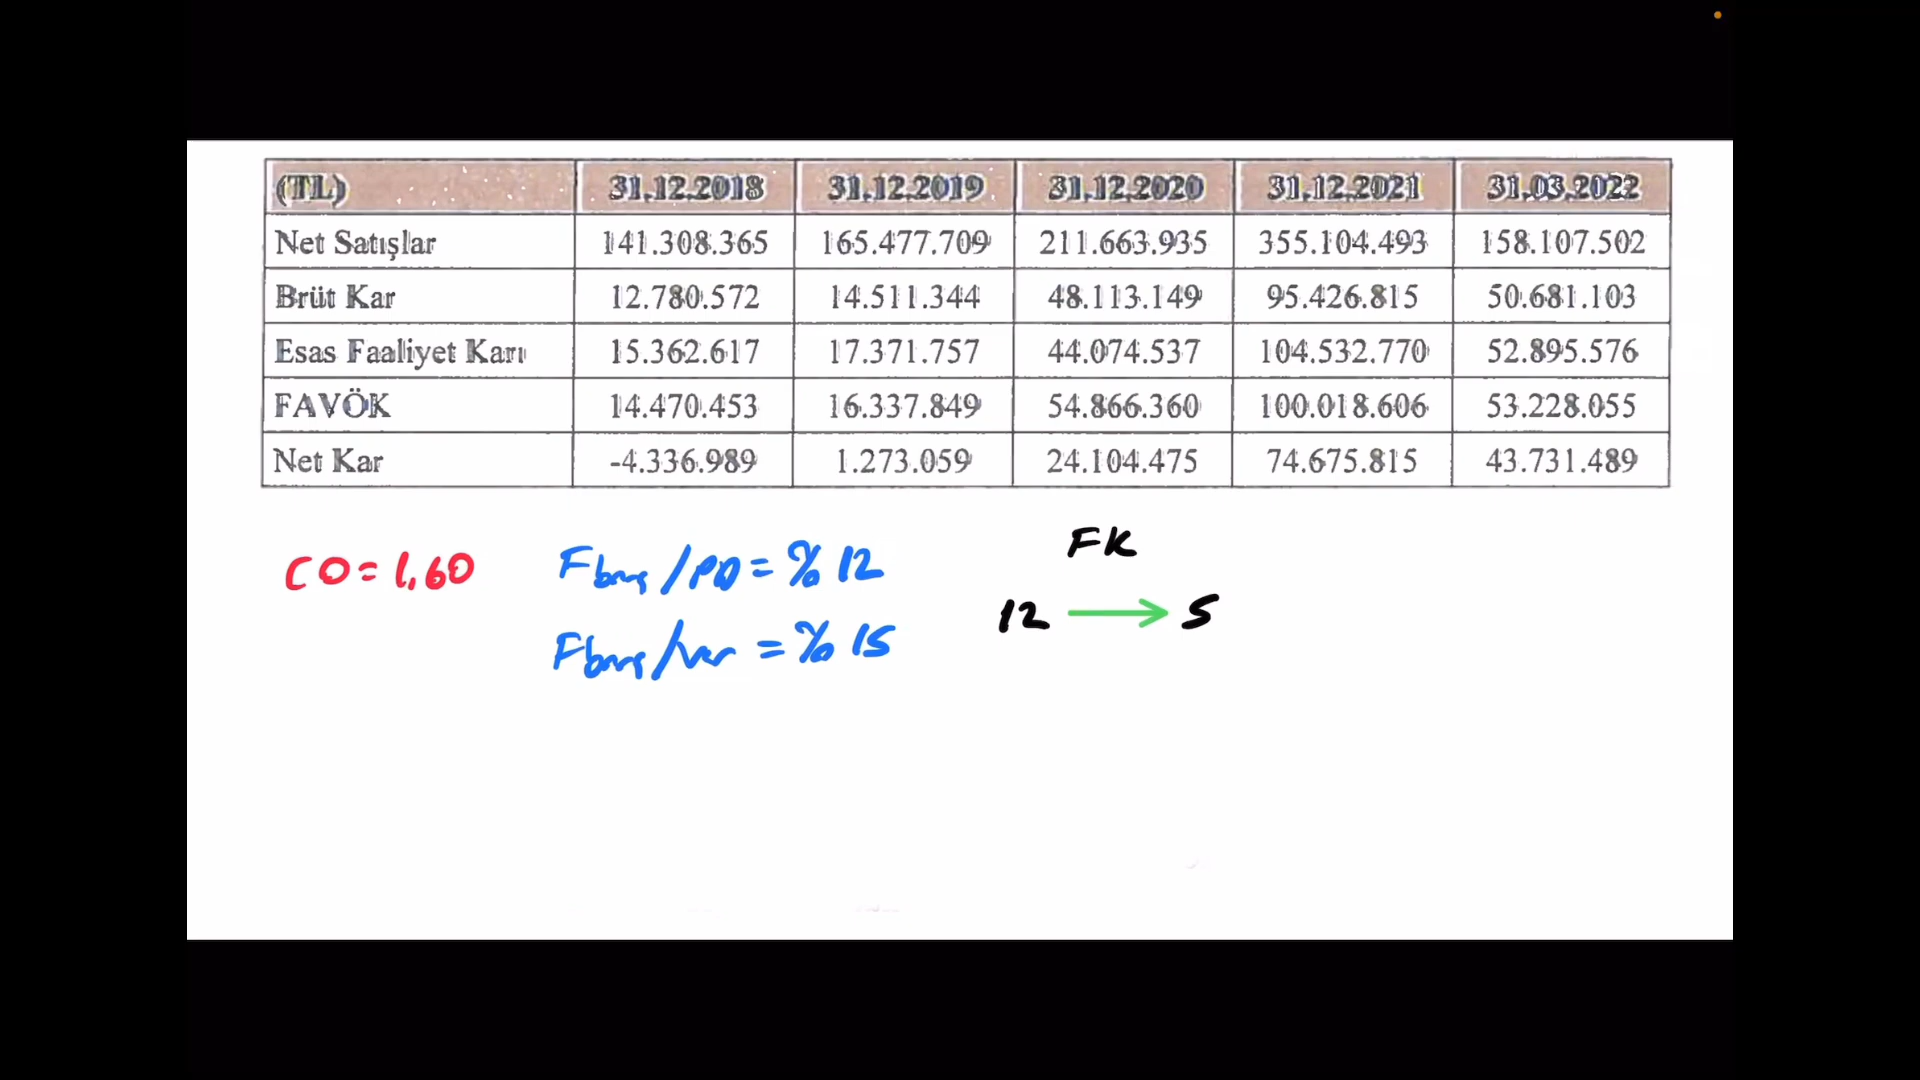 (TL) 31.12.2018 31.12.2019 31.12.2020 31.12.2021 31.03.2022
Net Satışlar 141.308.365 165.477.709 211.663.935 355.104.493 158.107.502
Brüt Kar 12.780.572 14.511.344 48.113.149 95.426.815 50.681.103
Esas Faaliyet Karı 15.362.617 17.371.757 44.074.537 104.532.770 52.895.576
FAVÖK 14.470.453 16.337.849 54.866.360 100.018.606 53.228.055
Net Kar -4.336.989 1.273.059 24.104.475 74.675.815 43.731.489
FK
CO=1,60 Fborç/PD=%12
12 → 5
Fborç/var=%15